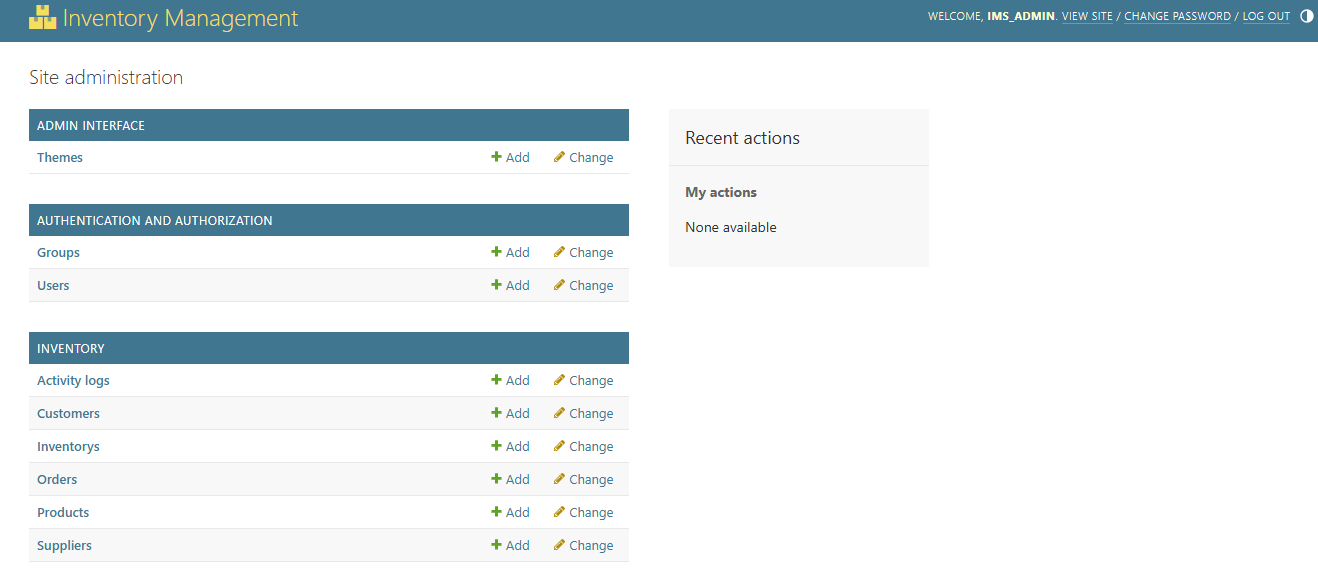 Inventory Management
WELCOME, IMS_ADMIN. VIEW SITE / CHANGE PASSWORD / LOG OUT
Site administration
ADMIN INTERFACE
Themes Add Change
AUTHENTICATION AND AUTHORIZATION
Groups Add Change
Users Add Change
INVENTORY
Activity logs Add Change
Customers Add Change
Inventorys Add Change
Orders Add Change
Products Add Change
Suppliers Add Change
Recent actions
My actions
None available